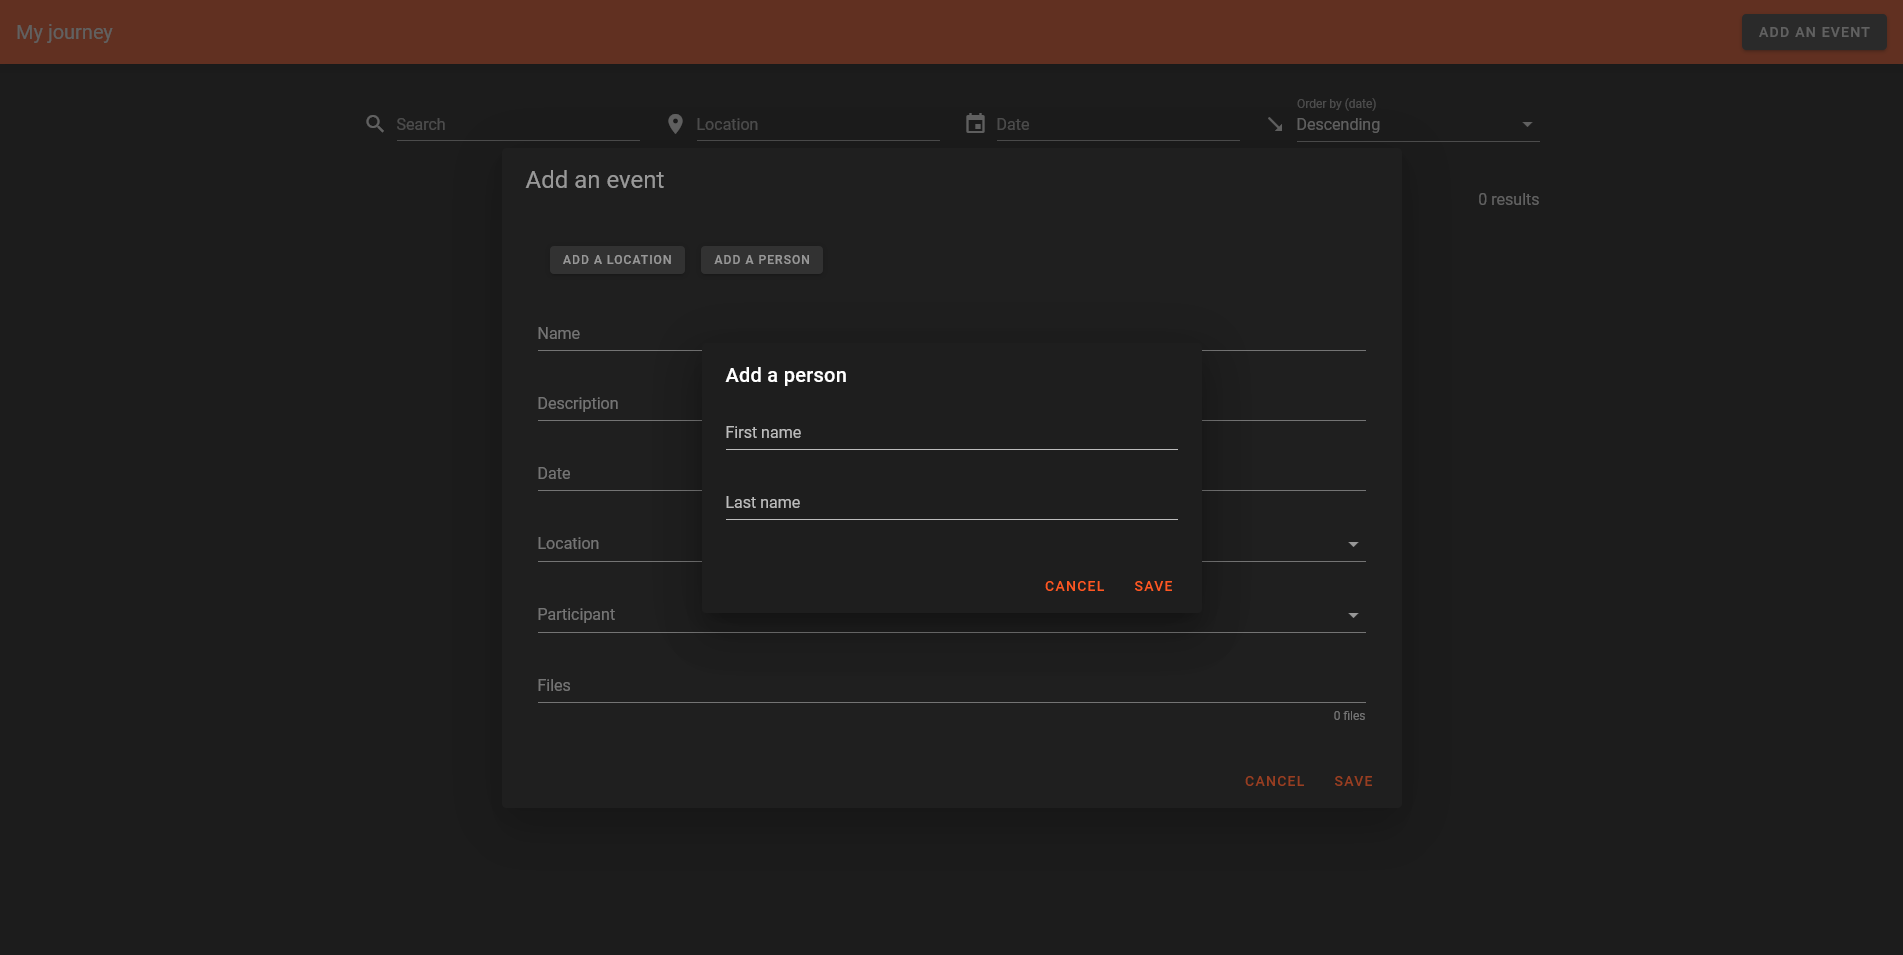 My journey
ADD AN EVENT
Order by (date)
Search
Location
Date
Descending
Add an event
0 results
ADD A LOCATION
ADD A PERSON
Name
Add a person
Description
First name
Date
Last name
Location
CANCEL
SAVE
Participant
Files
0 files
CANCEL
SAVE